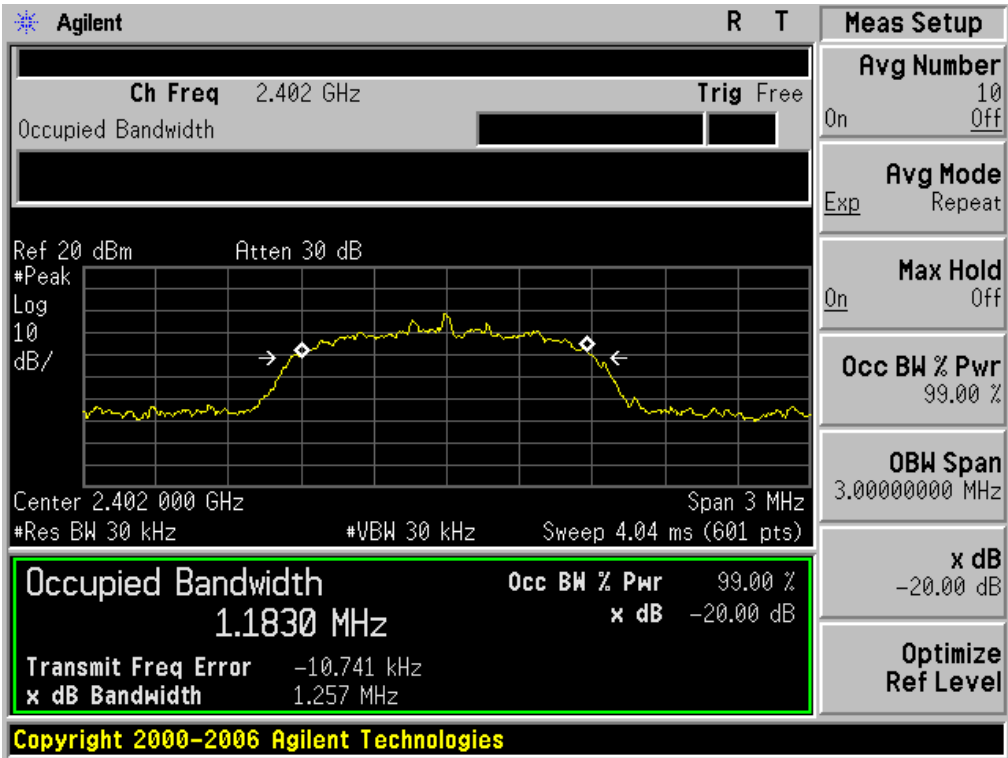 Agilent R T
Ch Freq 2.402 GHz Trig Free
Occupied Bandwidth
Ref 20 dBm Atten 30 dB
#Peak
Log
10
dB/
Center 2.402 000 GHz Span 3 MHz
#Res BW 30 kHz #VBW 30 kHz Sweep 4.04 ms (601 pts)
Occupied Bandwidth Occ BW % Pwr 99.00 %
1.1830 MHz x dB -20.00 dB
Transmit Freq Error -10.741 kHz
x dB Bandwidth 1.257 MHz
Copyright 2000-2006 Agilent Technologies
Meas Setup
Avg Number
10
On Off
Avg Mode
Exp Repeat
Max Hold
On Off
Occ BW % Pwr
99.00 %
OBW Span
3.00000000 MHz
x dB
-20.00 dB
Optimize
Ref Level